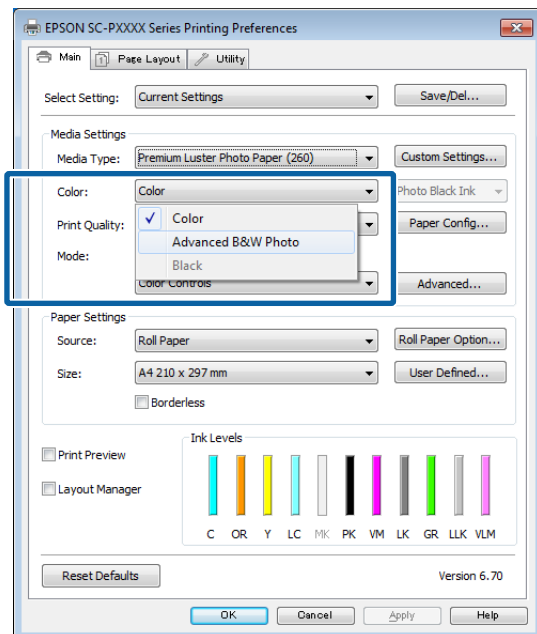 EPSON SC-PXXXX Series Printing Preferences
Main Page Layout Utility
Select Setting: Current Settings Save/Del...
Media Settings
Media Type: Premium Luster Photo Paper (260) Custom Settings...
Color: Color Photo Black Ink
Color
Print Quality: Paper Config...
Advanced B&W Photo
Mode:
Black
Color Controls Advanced...
Paper Settings
Source: Roll Paper Roll Paper Option...
Size: A4 210 x 297 mm User Defined...
Borderless
Ink Levels
Print Preview
Layout Manager
C OR Y LC MK PK VM LK GR LLK VLM
Reset Defaults Version 6.70
OK Cancel Apply Help